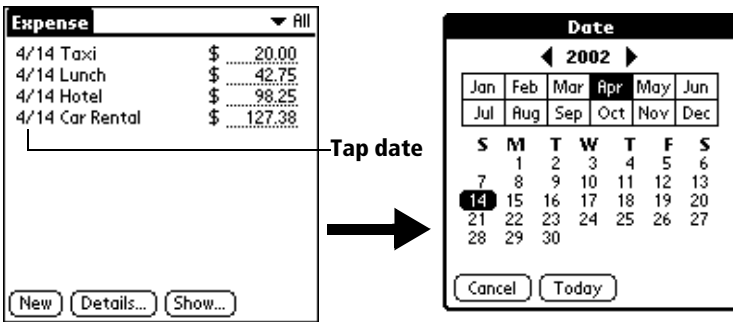 Expense All
4/14 Taxi $ 20.00
4/14 Lunch $ 42.75
4/14 Hotel $ 98.25
4/14 Car Rental $ 127.38
New Details... Show...
Tap date
Date
2002
Jan Feb Mar Apr May Jun
Jul Aug Sep Oct Nov Dec
S M T W T F S
1 2 3 4 5 6
7 8 9 10 11 12 13
14 15 16 17 18 19 20
21 22 23 24 25 26 27
28 29 30
Cancel Today